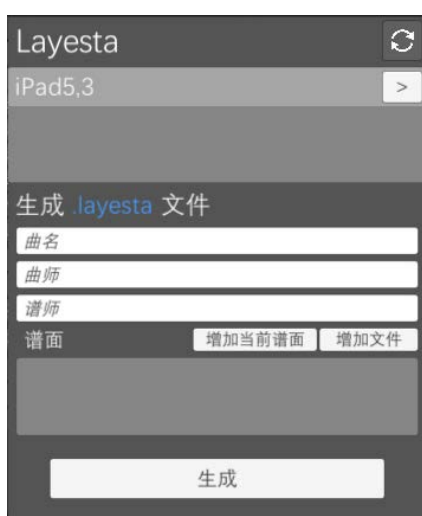 Layesta
iPad5,3
>
生成 .layesta 文件
曲名
曲师
谱师
谱面 增加当前谱面 增加文件
生成